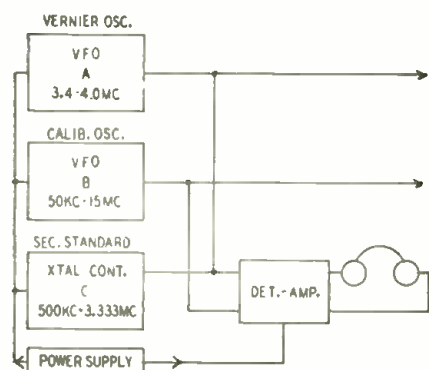 VERNIER OSC.
VFO
A
3.4-4.0MC
CALIB. OSC.
VFO
B
50KC-15MC
SEC. STANDARD
XTAL CONT.
C
500KC-3.333MC
DET.-AMP.
POWER SUPPLY